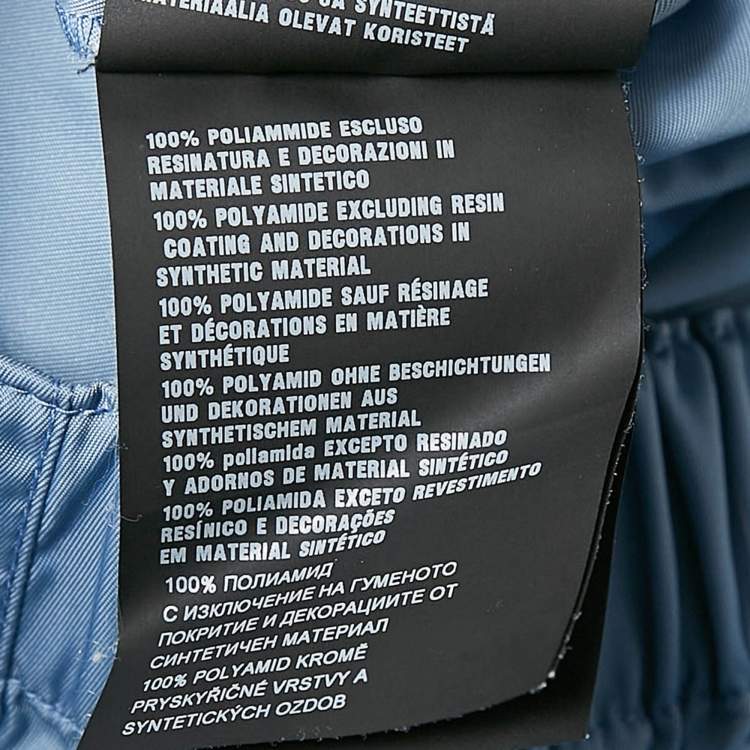 JA SYNTEETTISTÄ
MATERIAALIA OLEVAT KORISTEET
100% POLIAMMIDE ESCLUSO
RESINATURA E DECORAZIONI IN
MATERIALE SINTETICO
100% POLYAMIDE EXCLUDING RESIN
COATING AND DECORATIONS IN
SYNTHETIC MATERIAL
100% POLYAMIDE SAUF RÉSINAGE
ET DÉCORATIONS EN MATIÈRE
SYNTHÉTIQUE
100% POLYAMID OHNE BESCHICHTUNGEN
UND DEKORATIONEN AUS
SYNTHETISCHEM MATERIAL
100% poliamida EXCEPTO RESINADO
Y ADORNOS DE MATERIAL SINTÉTICO
100% POLIAMIDA EXCETO REVESTIMENTO
RESÍNICO E DECORAÇÕES
EM MATERIAL SINTÉTICO
100% ПОЛИАМИД
С ИЗКЛЮЧЕНИЕ НА ГУМЕНОТО
ПОКРИТИЕ И ДЕКОРАЦИИТЕ ОТ
СИНТЕТИЧЕН МАТЕРИАЛ
100% POLYAMID KROMĚ
PRYSKYŘIČNÉ VRSTVY A
SYNTETICKÝCH OZDOB